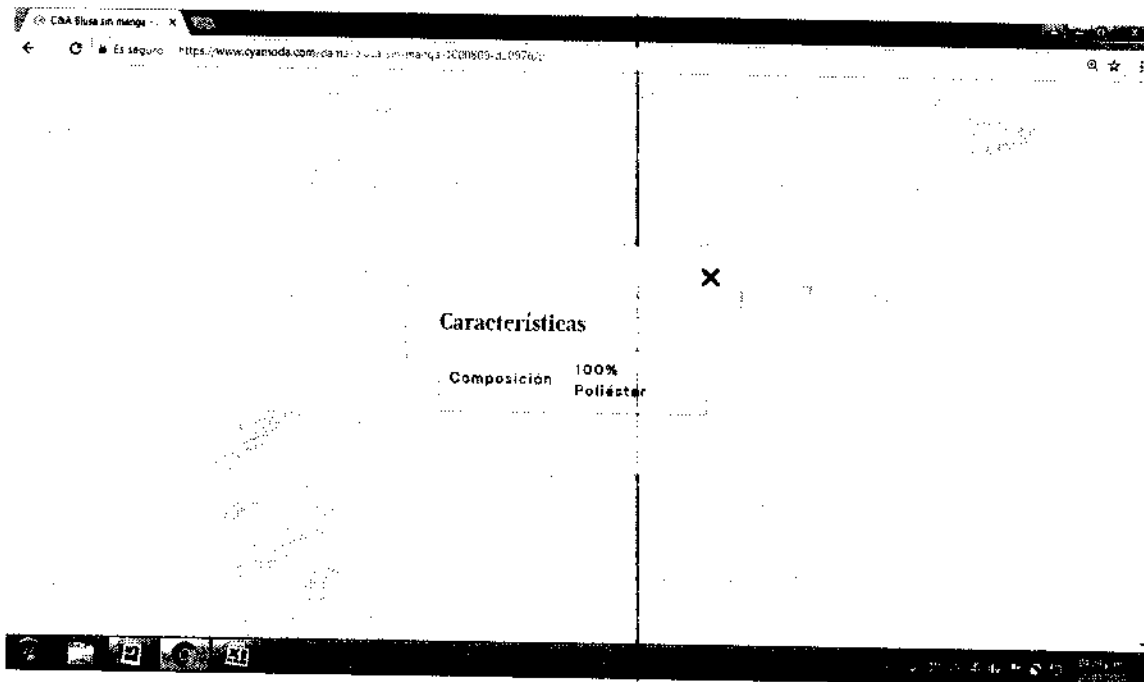 C&A Blusa sin manga -
Es seguro https://www.cyamoda.com/
Características
Composición 100%
Poliéster